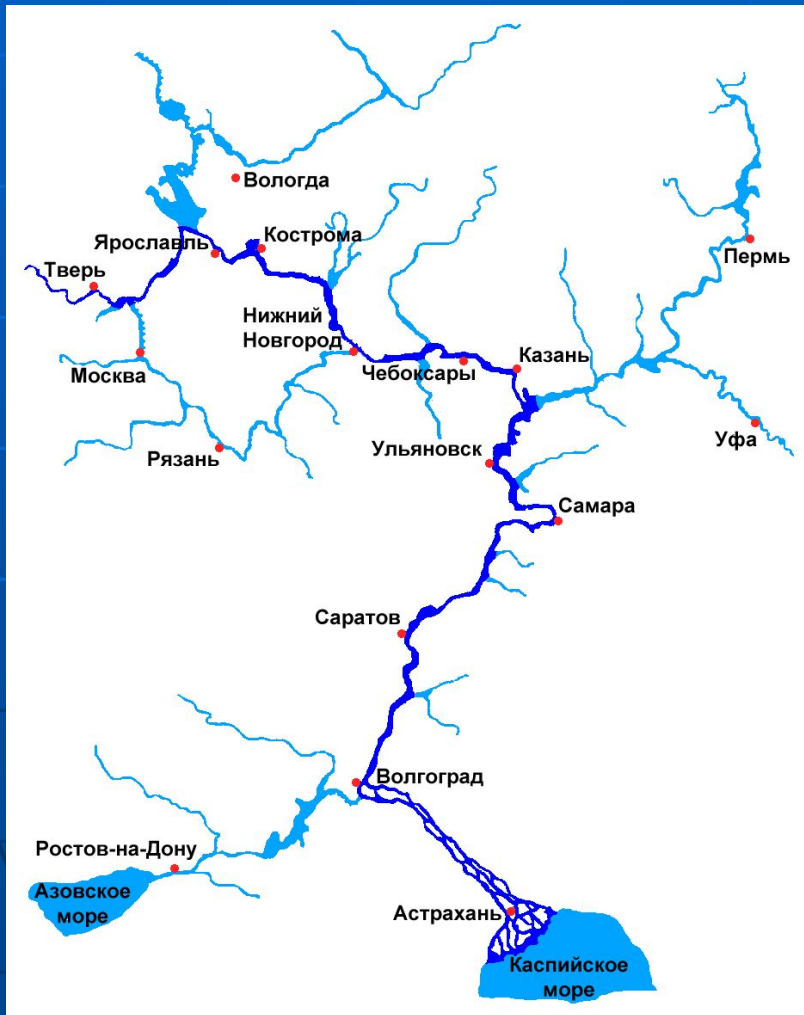 Вологда
Ярославль
Кострома
Тверь
Пермь
Нижний
Новгород
Москва
Чебоксары
Казань
Уфа
Рязань
Ульяновск
Самара
Саратов
Волгоград
Ростов-на-Дону
Азовское
море
Астрахань
Каспийское
море